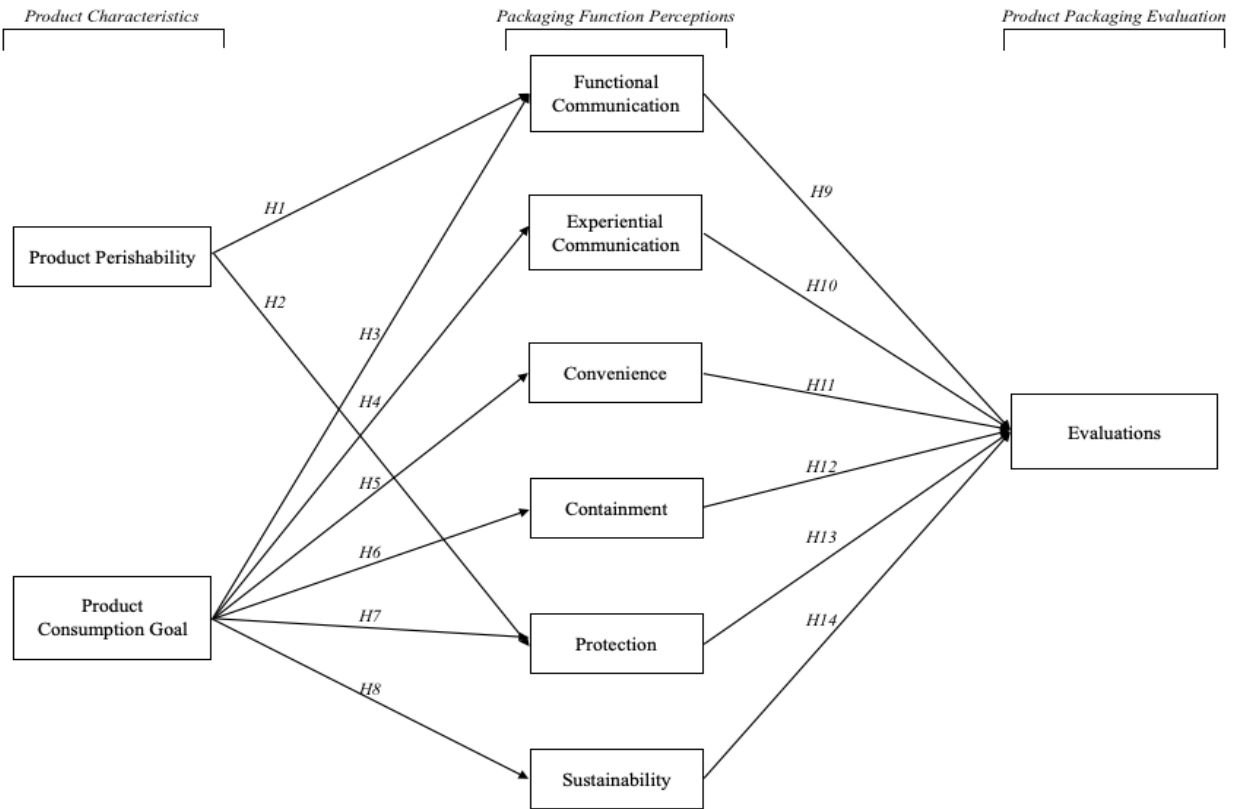 Product Characteristics
Packaging Function Perceptions
Product Packaging Evaluation
Functional
Communication
H9
H1
Experiential
Communication
Product Perishability
H10
H2
H3
Convenience
H11
H4
Evaluations
H12
H5
Containment
H6
H13
Product
Consumption Goal
H7
H14
Protection
H8
Sustainability